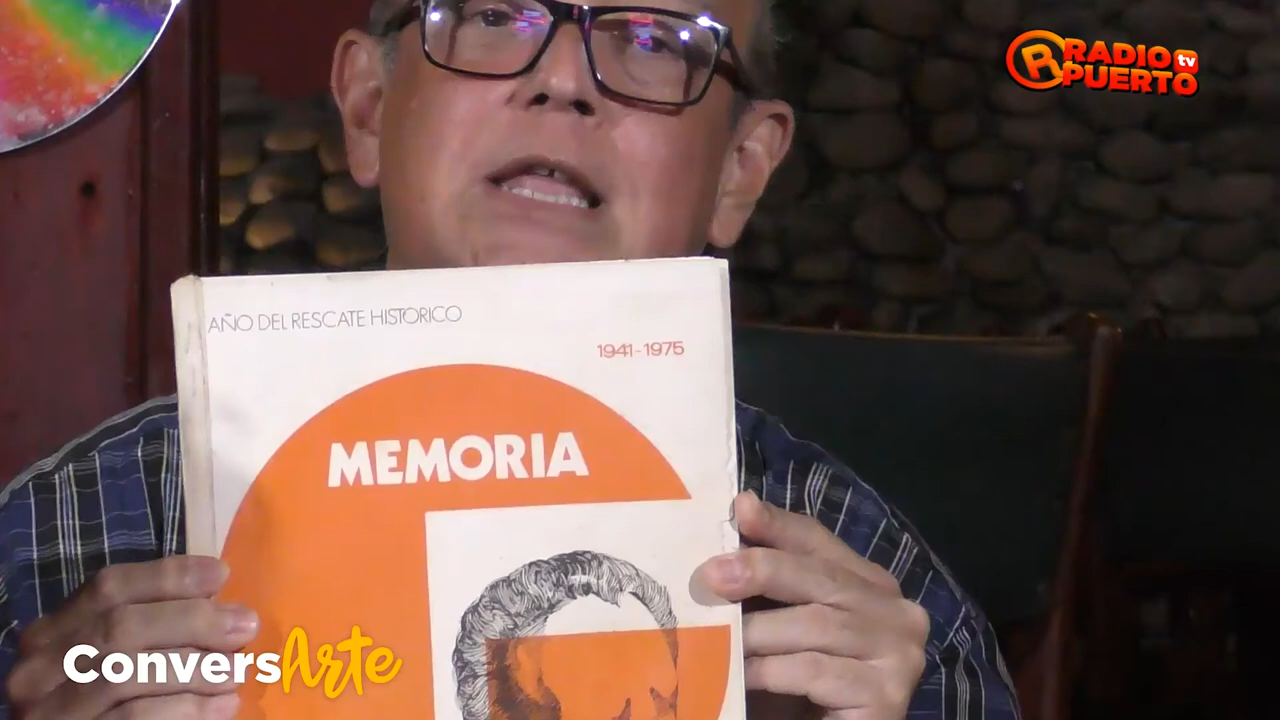 RADIO tv
PUERTO
AÑO DEL RESCATE HISTORICO
1941-1975
MEMORIA
ConversArte